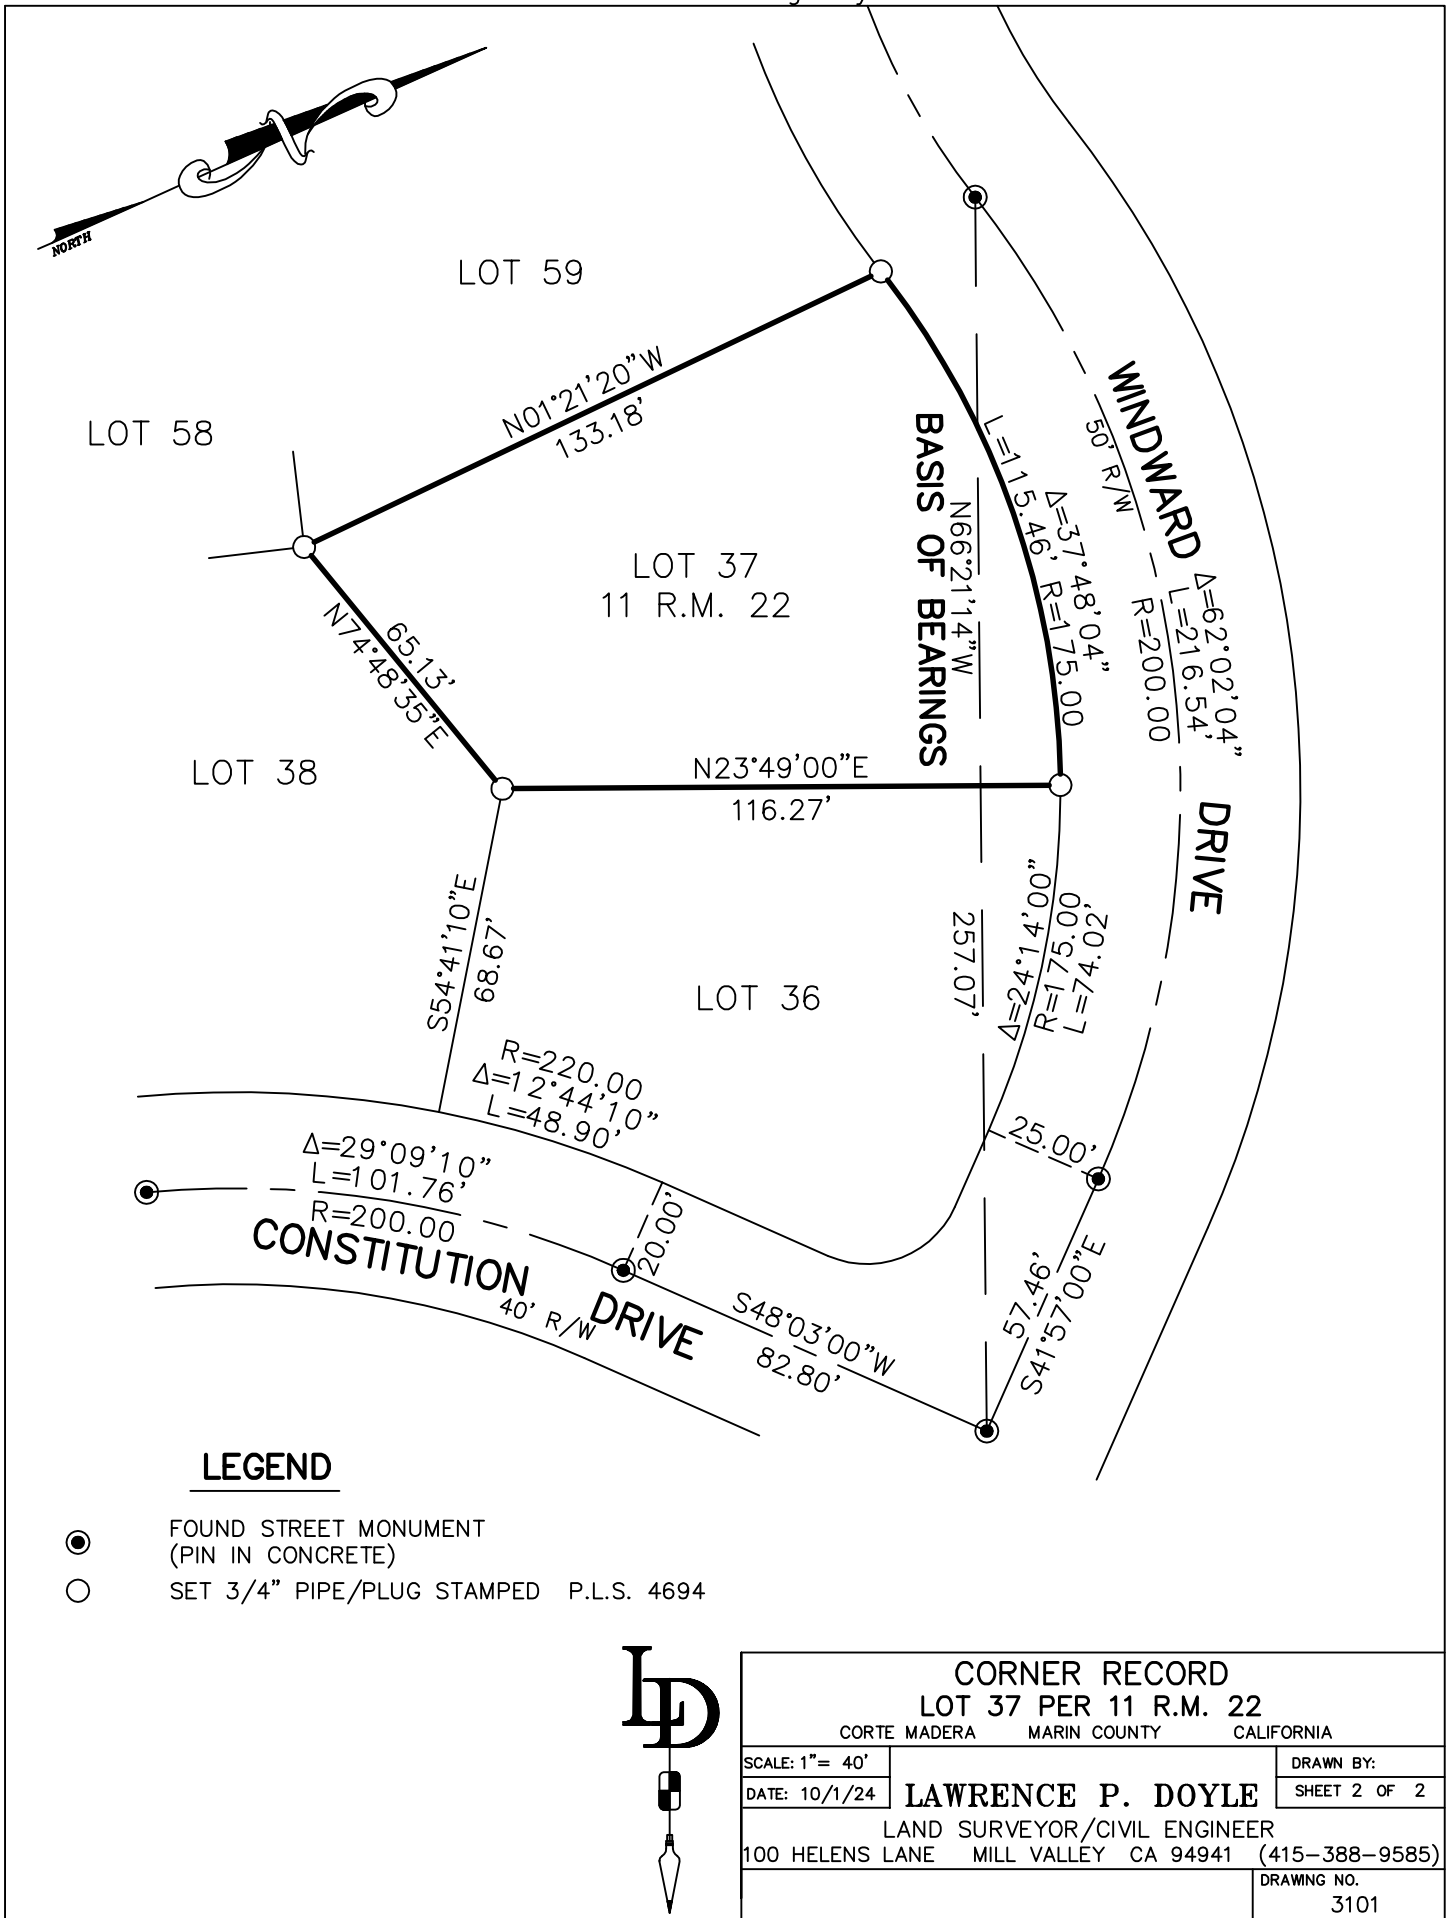 NORTH
LOT 59
LOT 58
N01°21'20"W
133.18'
LOT 37
11 R.M. 22
65.13'
N74°48'35"E
LOT 38
N23°49'00"E
116.27'
BASIS OF BEARINGS
N66°21'14"W
257.07'
L=115.46' R=175.00
Δ=37°48'04"
WINDWARD DRIVE
50' R/W
Δ=62°02'04"
L=216.54'
R=200.00
S54°41'10"E
68.67'
LOT 36
Δ=24°14'00"
R=175.00
L=74.02'
R=220.00
Δ=12°44'10"
L=48.90'
25.00'
Δ=29°09'10"
L=101.76'
R=200.00
CONSTITUTION DRIVE
40' R/W
20.00'
S48°03'00"W
82.80'
57.46'
S41°57'00"E
LEGEND
FOUND STREET MONUMENT
(PIN IN CONCRETE)
SET 3/4" PIPE/PLUG STAMPED P.L.S. 4694
LD
CORNER RECORD
LOT 37 PER 11 R.M. 22
CORTE MADERA MARIN COUNTY CALIFORNIA
SCALE: 1"= 40'
DRAWN BY:
DATE: 10/1/24
LAWRENCE P. DOYLE
SHEET 2 OF 2
LAND SURVEYOR/CIVIL ENGINEER
100 HELENS LANE MILL VALLEY CA 94941 (415-388-9585)
DRAWING NO.
3101